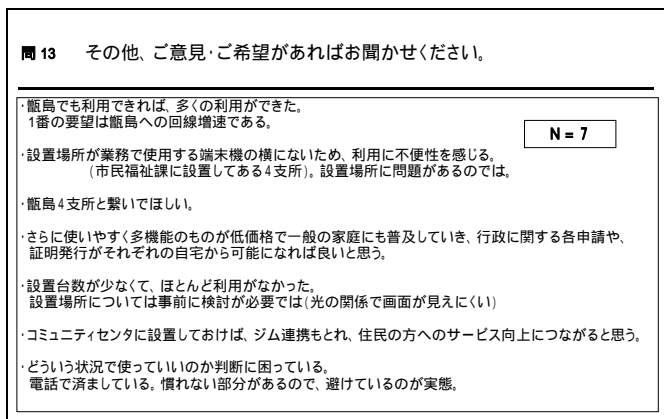 問13 その他、ご意見・ご希望があればお聞かせください。
・甑島でも利用できれば、多くの利用ができた。
1番の要望は甑島への回線増速である。
N = 7
・設置場所が業務で使用する端末機の横にないため、利用に不便性を感じる。
(市民福祉課に設置してある4支所)。設置場所に問題があるのでは。
・甑島4支所と繋いでほしい。
・さらに使いやすく多機能のものが低価格で一般の家庭にも普及していき、行政に関する各申請や、
証明発行がそれぞれの自宅から可能になれば良いと思う。
・設置台数が少なくて、ほとんど利用がなかった。
設置場所については事前に検討が必要では(光の関係で画面が見えにくい)
・コミュニティセンタに設置しておけば、ジム連携もとれ、住民の方へのサービス向上につながると思う。
・どういう状況で使っていいのか判断に困っている。
電話で済ましている。慣れない部分があるので、避けているのが実態。